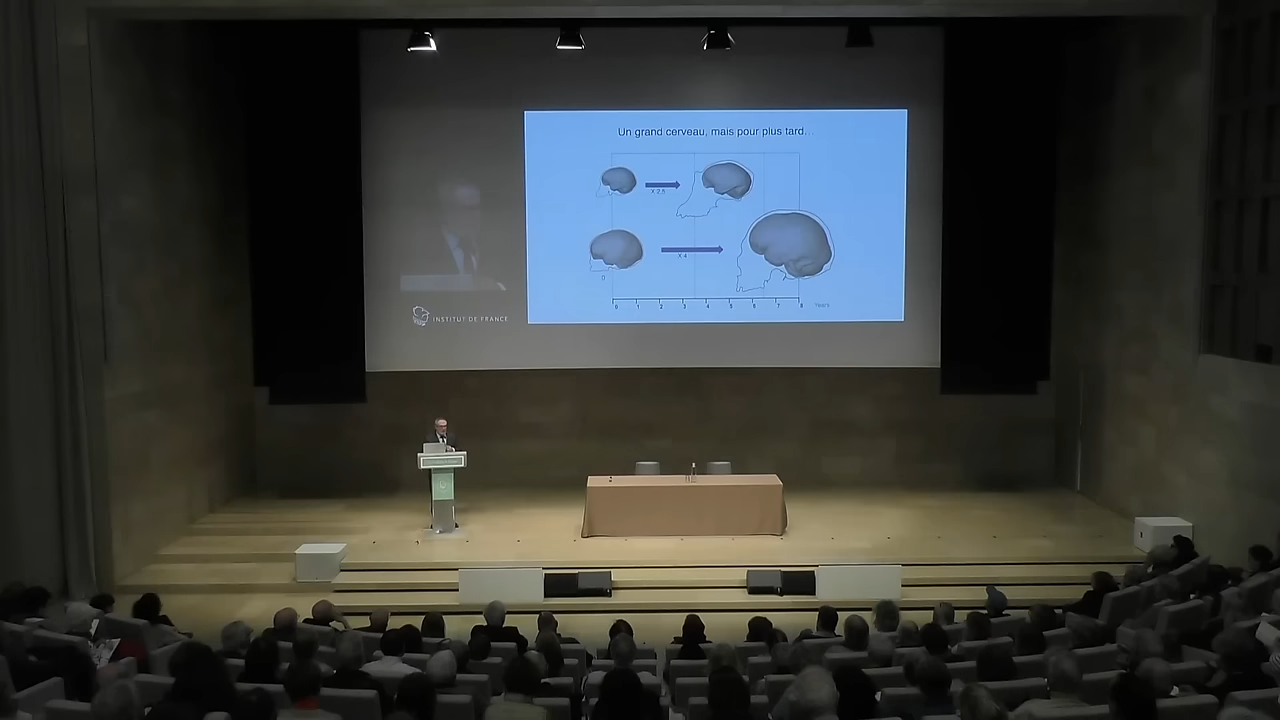 Un grand cerveau, mais pour plus tard...
X 2,5
X 4
0
0 1 2 3 4 5 6 7 8 Years
INSTITUT DE FRANCE